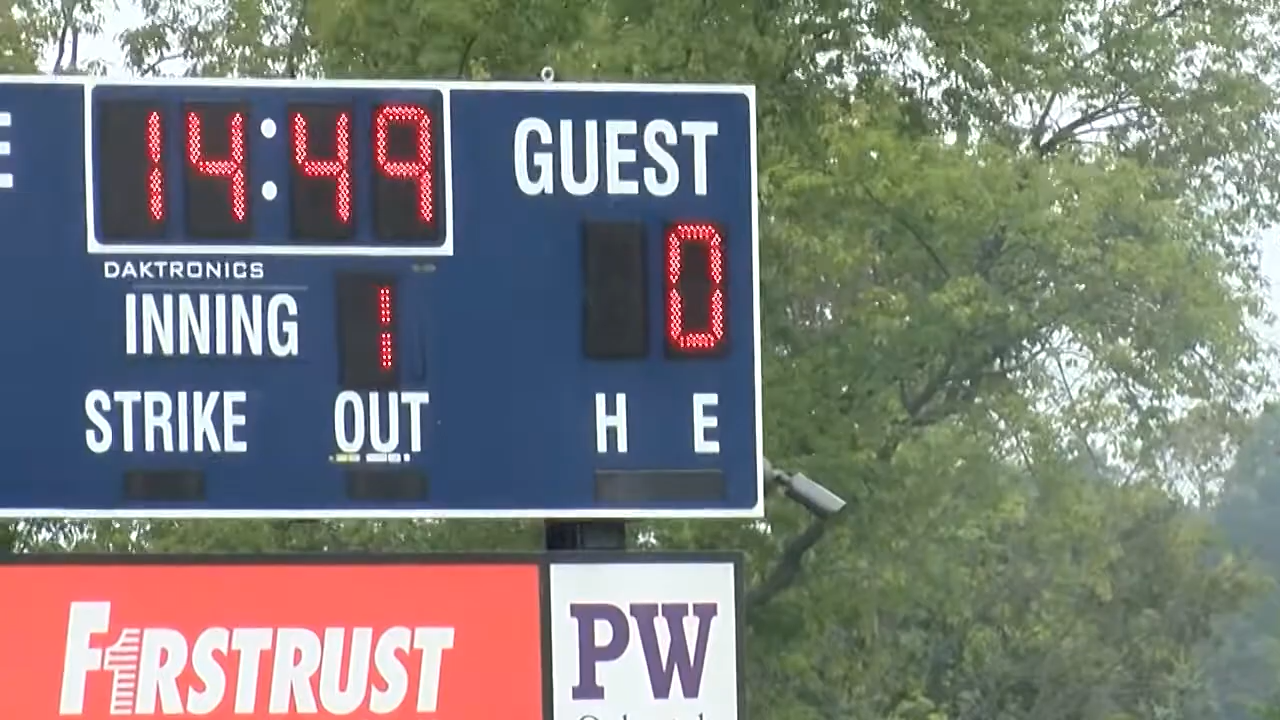 E
14:49
GUEST
0
DAKTRONICS
INNING 1
STRIKE OUT H E
FIRSTRUST
PW